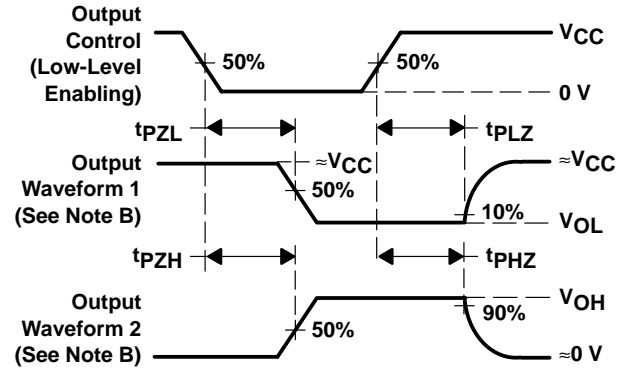 Output
Control
(Low-Level
Enabling)
50%
50%
VCC
0 V
tPZL
tPLZ
Output
Waveform 1
(See Note B)
≈VCC
50%
≈VCC
10%
VOL
tPZH
tPHZ
Output
Waveform 2
(See Note B)
50%
VOH
90%
≈0 V